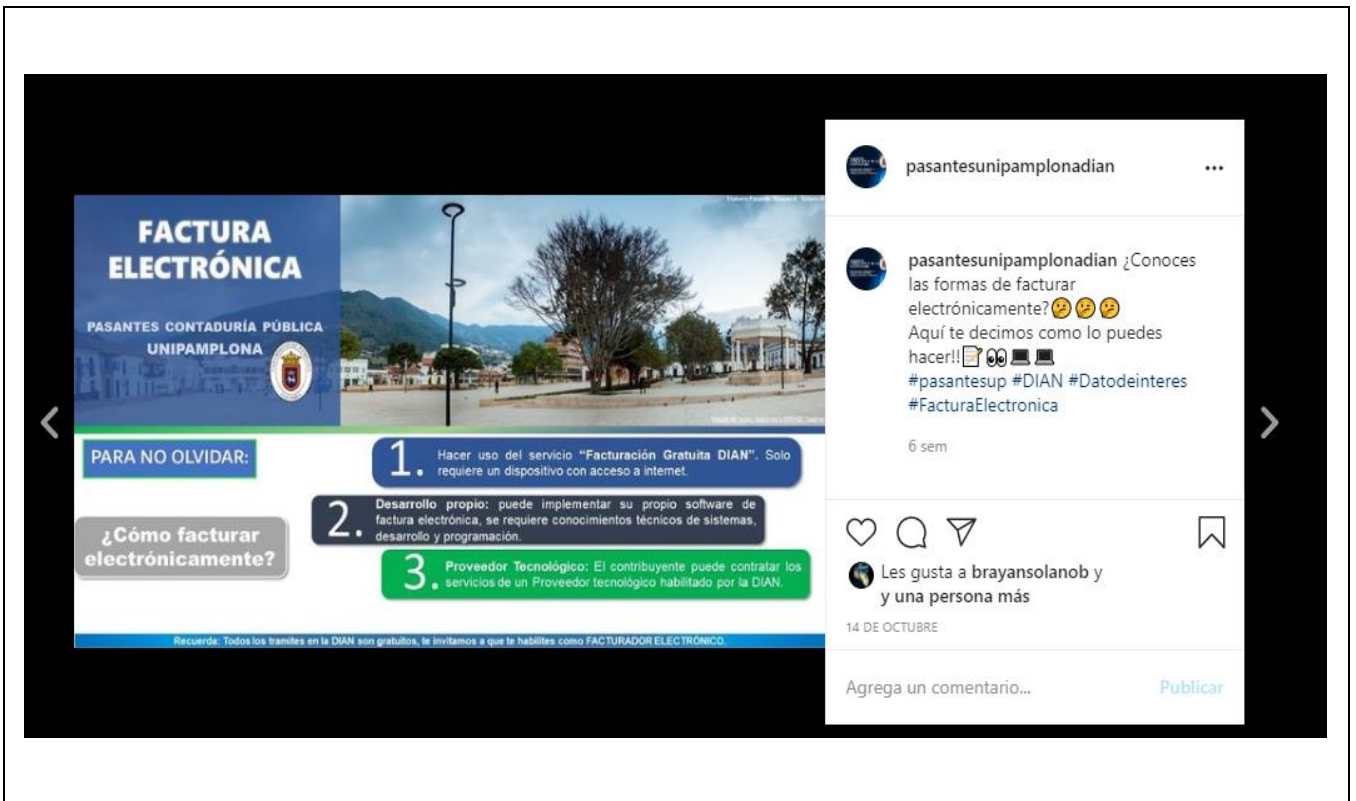 FACTURA
ELECTRÓNICA
PASANTES CONTADURÍA PÚBLICA
UNIPAMPLONA
PARA NO OLVIDAR:
¿Cómo facturar
electrónicamente?
1. Hacer uso del servicio “Facturación Gratuita DIAN”. Solo
requiere un dispositivo con acceso a internet.
2. Desarrollo propio: puede implementar su propio software de
factura electrónica, se requiere conocimientos técnicos de sistemas,
desarrollo y programación.
3. Proveedor Tecnológico: El contribuyente puede contratar los
servicios de un Proveedor tecnológico habilitado por la DIAN.
Recuerda: Todos los tramites en la DIAN son gratuitos, te invitamos a que te habilites como FACTURADOR ELECTRÓNICO.
pasantesunipamplonadian
pasantesunipamplonadian ¿Conoces
las formas de facturar
electrónicamente?🫤🫤🫤
Aquí te decimos como lo puedes
hacer!!📝👀💻💻
#pasantesup #DIAN #Datodeinteres
#FacturaElectronica
6 sem
Les gusta a brayansolanob y
y una persona más
14 DE OCTUBRE
Agrega un comentario...
Publicar